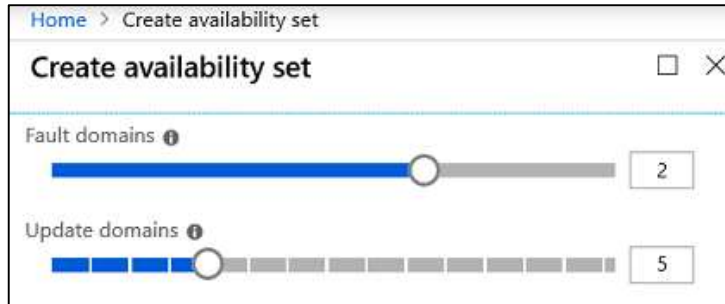 Home > Create availability set
Create availability set
Fault domains
2
Update domains
5